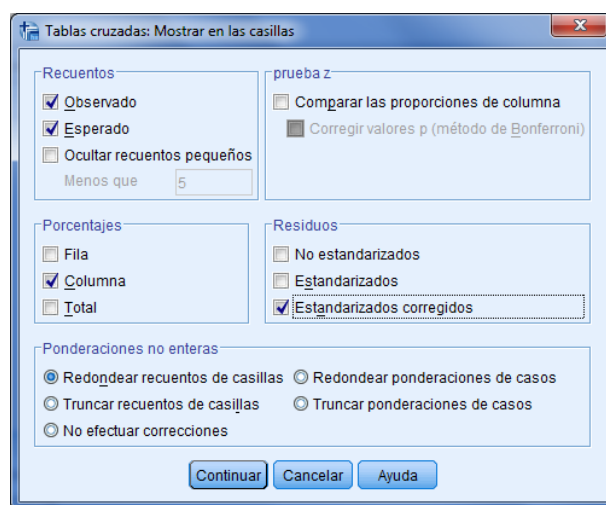 Tablas cruzadas: Mostrar en las casillas
Recuentos
Observado
Esperado
Ocultar recuentos pequeños
Menos que 5
prueba z
Comparar las proporciones de columna
Corregir valores p (método de Bonferroni)
Porcentajes
Fila
Columna
Total
Residuos
No estandarizados
Estandarizados
Estandarizados corregidos
Ponderaciones no enteras
Redondear recuentos de casillas Redondear ponderaciones de casos
Truncar recuentos de casillas Truncar ponderaciones de casos
No efectuar correcciones
Continuar Cancelar Ayuda